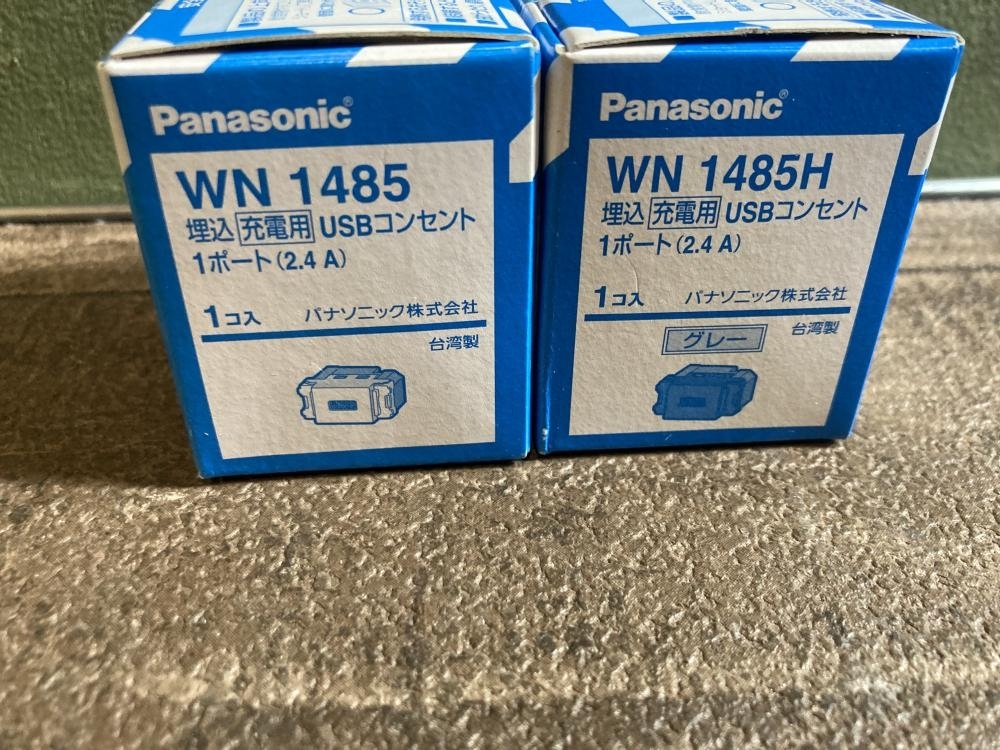 Panasonic®
WN 1485
埋込 充電用 USBコンセント
1ポート(2.4 A)
1コ入 パナソニック株式会社
台湾製
Panasonic®
WN 1485H
埋込 充電用 USBコンセント
1ポート(2.4 A)
1コ入 パナソニック株式会社
グレー 台湾製